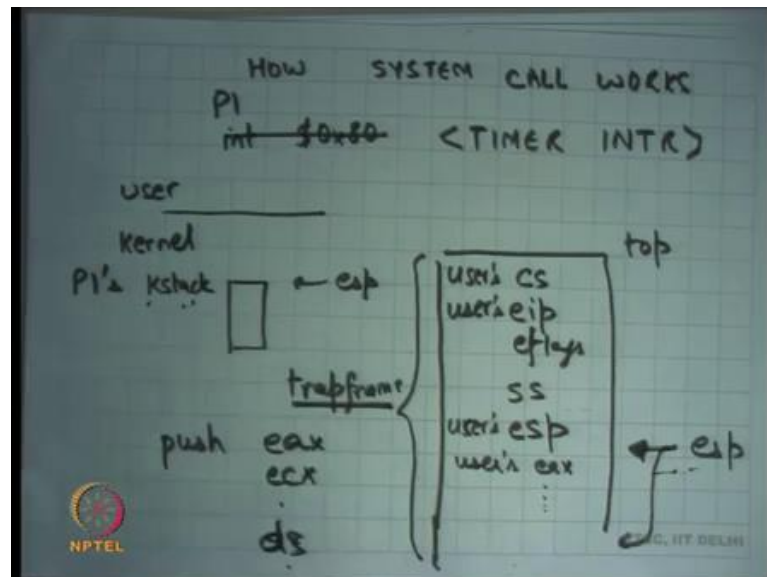 HOW SYSTEM CALL WORKS
P1
int $0x80 <TIMER INTR>
user
kernel
P1's kstack ← esp
top
user's cs
user's eip
eflags
trapframe
ss
user's esp
user's eax
← esp
push eax
ecx
ds
NPTEL
IIT DELHI